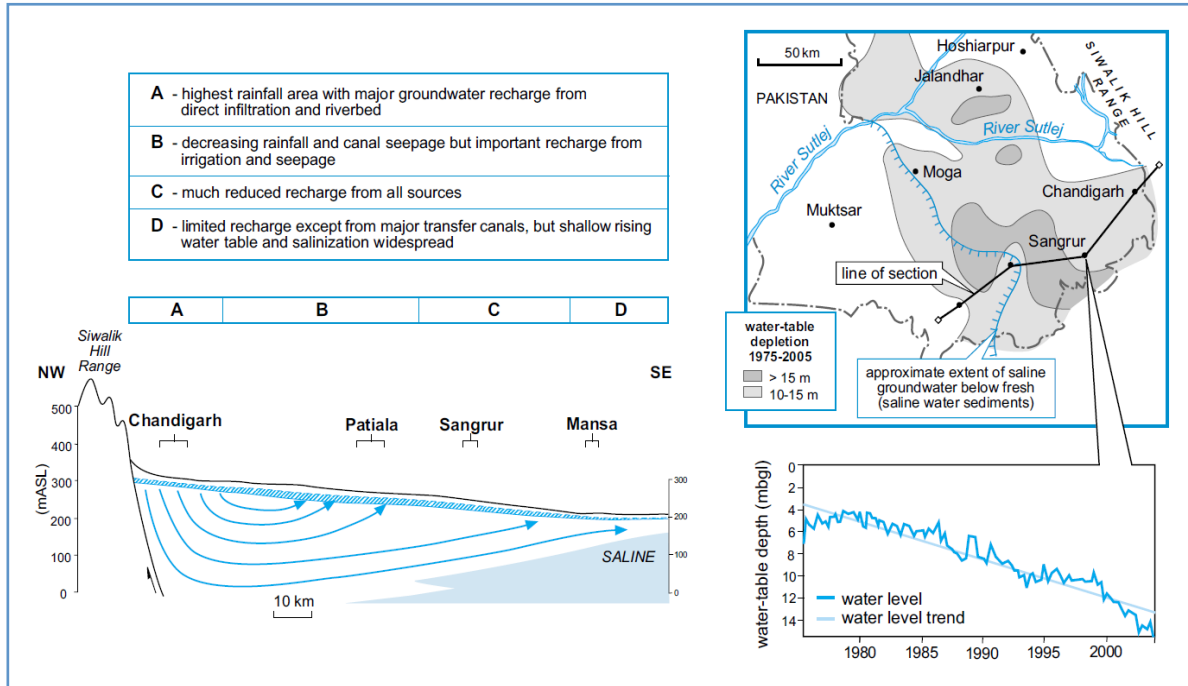 A - highest rainfall area with major groundwater recharge from
direct infiltration and riverbed
B - decreasing rainfall and canal seepage but important recharge from
irrigation and seepage
C - much reduced recharge from all sources
D - limited recharge except from major transfer canals, but shallow rising
water table and salinization widespread
A B C D
Siwalik
Hill
Range
NW
SE
500
400
300
200
100
0
(mASL)
Chandigarh
Patiala
Sangrur
Mansa
300
200
100
0
SALINE
10 km
50 km
Hoshiarpur
Jalandhar
PAKISTAN
SIWALIK HILL
RANGE
River Sutlej
River Sutlej
Moga
Chandigarh
Muktsar
Sangrur
line of section
water-table
depletion
1975-2005
> 15 m
10-15 m
approximate extent of saline
groundwater below fresh
(saline water sediments)
water-table depth (mbgl)
0
2
4
6
8
10
12
14
water level
water level trend
1980 1985 1990 1995 2000